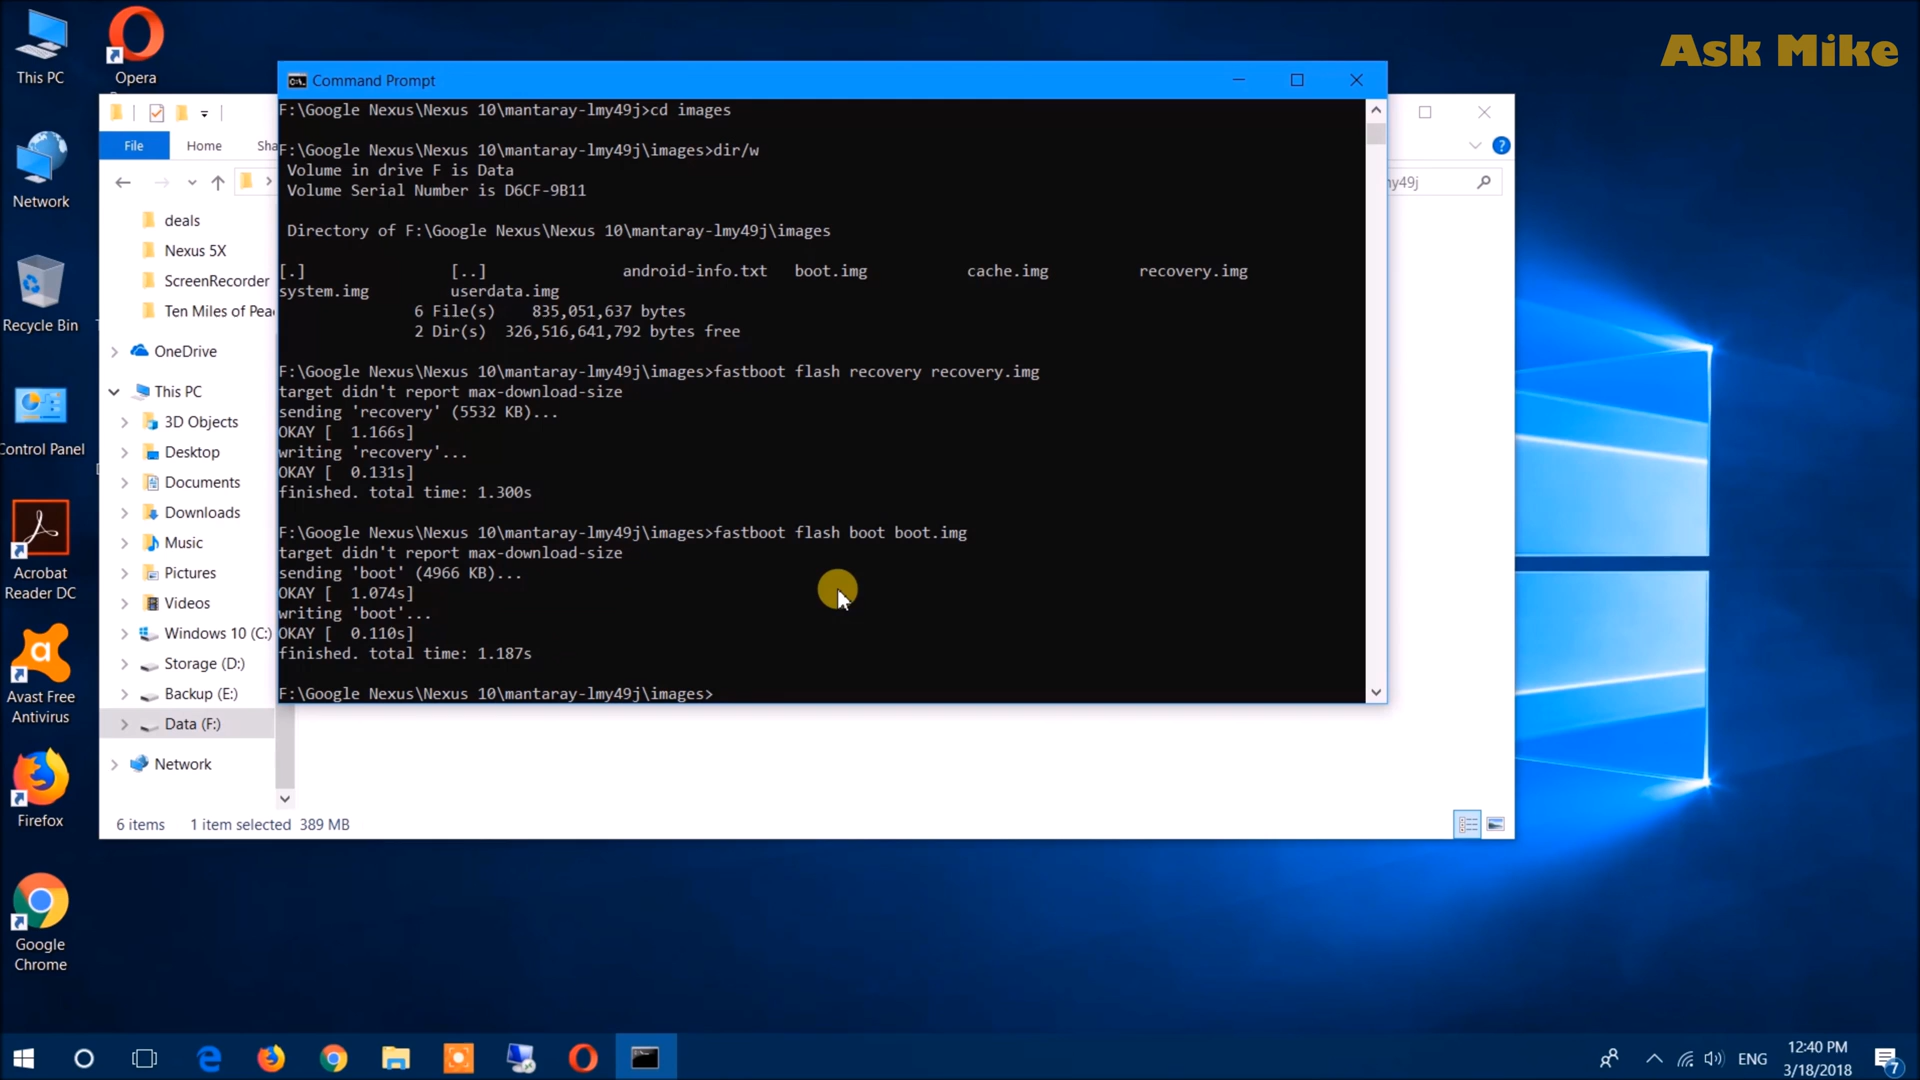 Ask Mike
This PC
Opera
Network
Recycle Bin
Control Panel
Acrobat
Reader DC
Avast Free
Antivirus
Firefox
Google
Chrome
Command Prompt
F:\Google Nexus\Nexus 10\mantaray-lmy49j>cd images
F:\Google Nexus\Nexus 10\mantaray-lmy49j\images>dir/w
Volume in drive F is Data
Volume Serial Number is D6CF-9B11
Directory of F:\Google Nexus\Nexus 10\mantaray-lmy49j\images
[.] [..] android-info.txt boot.img cache.img recovery.img
system.img userdata.img
6 File(s) 835,051,637 bytes
2 Dir(s) 326,516,641,792 bytes free
F:\Google Nexus\Nexus 10\mantaray-lmy49j\images>fastboot flash recovery recovery.img
target didn't report max-download-size
sending 'recovery' (5532 KB)...
OKAY [ 1.166s]
writing 'recovery'...
OKAY [ 0.131s]
finished. total time: 1.300s
F:\Google Nexus\Nexus 10\mantaray-lmy49j\images>fastboot flash boot boot.img
target didn't report max-download-size
sending 'boot' (4966 KB)...
OKAY [ 1.074s]
writing 'boot'...
OKAY [ 0.110s]
finished. total time: 1.187s
F:\Google Nexus\Nexus 10\mantaray-lmy49j\images>
File Home Sha
my49j
deals
Nexus 5X
ScreenRecorder
Ten Miles of Pea
OneDrive
This PC
3D Objects
Desktop
Documents
Downloads
Music
Pictures
Videos
Windows 10 (C:)
Storage (D:)
Backup (E:)
Data (F:)
Network
6 items 1 item selected 389 MB
ENG
12:40 PM
3/18/2018
7